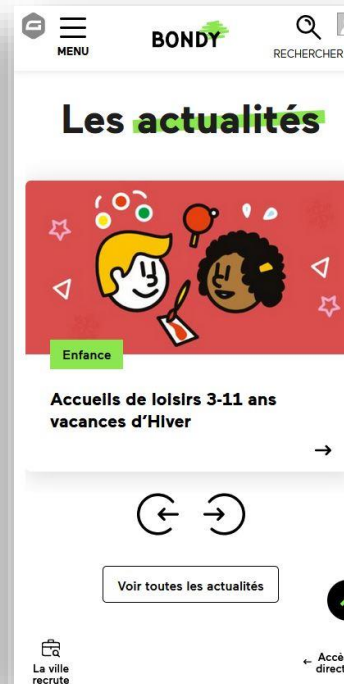 MENU
BONDY
RECHERCHER
Les actualités
Enfance
Accueils de loisirs 3-11 ans
vacances d'Hiver
Voir toutes les actualités
La ville
recrute